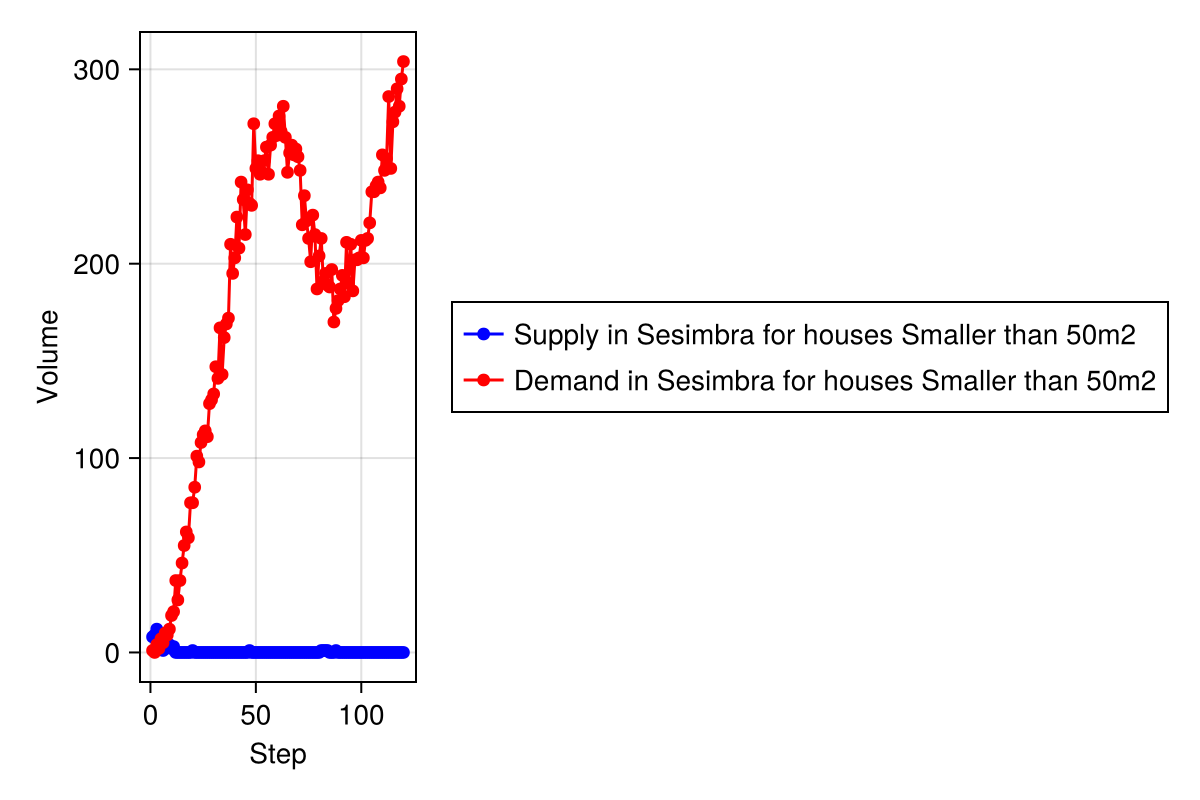 300
200
100
0
Volume
0 50 100
Step
Supply in Sesimbra for houses Smaller than 50m2
Demand in Sesimbra for houses Smaller than 50m2